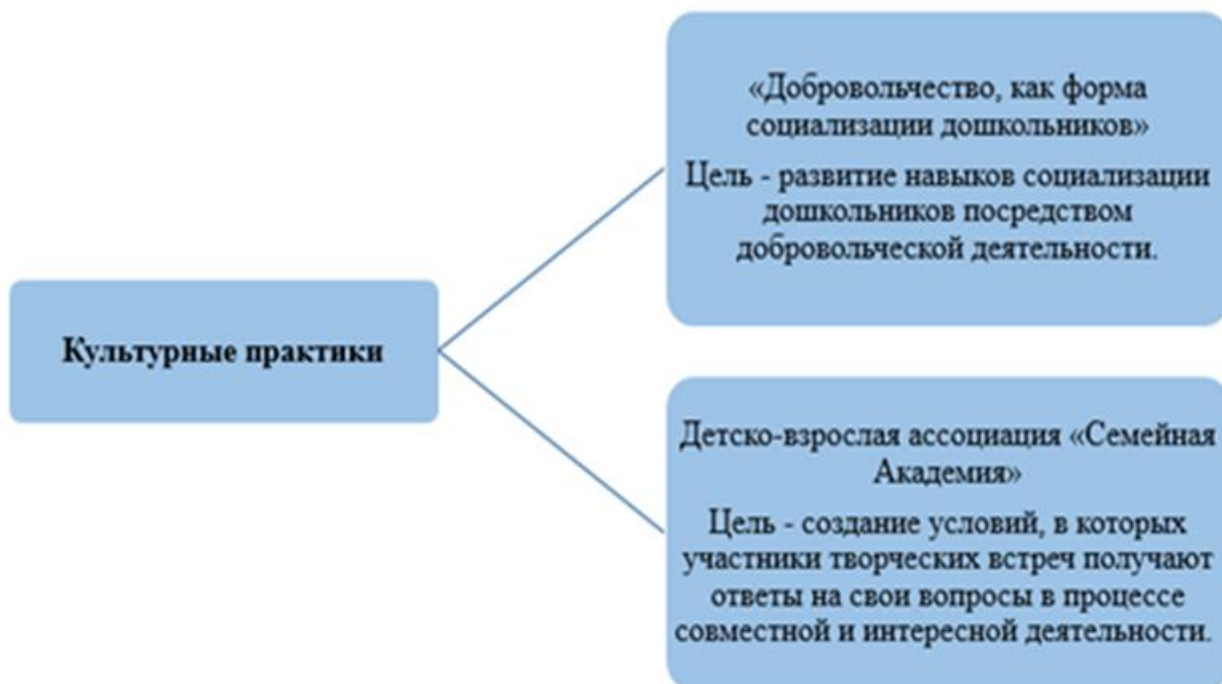 Культурные практики
«Добровольчество, как форма
социализации дошкольников»
Цель - развитие навыков социализации
дошкольников посредством
добровольческой деятельности.
Детско-взрослая ассоциация «Семейная
Академия»
Цель - создание условий, в которых
участники творческих встреч получают
ответы на свои вопросы в процессе
совместной и интересной деятельности.